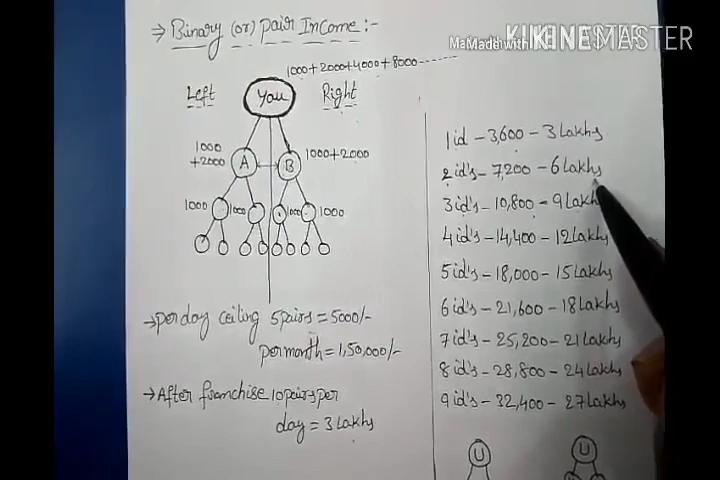 ⇒ Binary (or) pair Income:-
MaMade with KINEMASTER
1000+2000+4000+8000-------
Left You Right
1000
+2000
A B 1000+2000
1000 1000 1000 1000
→ per day ceiling 5pairs = 5000/-
per month = 1,50,000/-
→ After franchise 10 pairs per
day = 3 Lakhs
1 id - 3,600 - 3 Lakhs
2 id's - 7,200 - 6 Lakhs
3 id's - 10,800 - 9 Lakh
4 id's - 14,400 - 12 Lakhs
5 id's - 18,000 - 15 Lakhs
6 id's - 21,600 - 18 Lakhs
7 id's - 25,200 - 21 Lakhs
8 id's - 28,800 - 24 Lakhs
9 id's - 32,400 - 27 Lakhs
U U